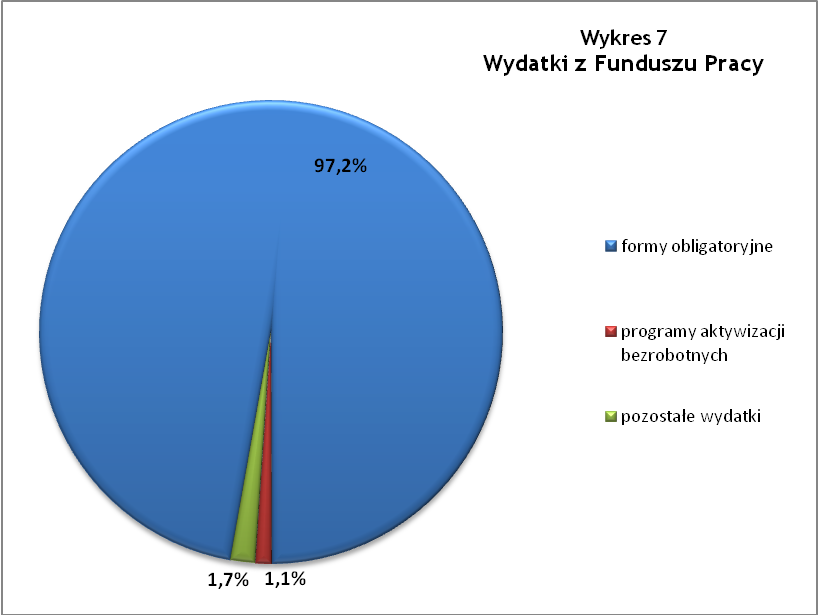 Wykres 7
Wydatki z Funduszu Pracy
97,2%
formy obligatoryjne
programy aktywizacji
bezrobotnych
pozostałe wydatki
1,7%
1,1%